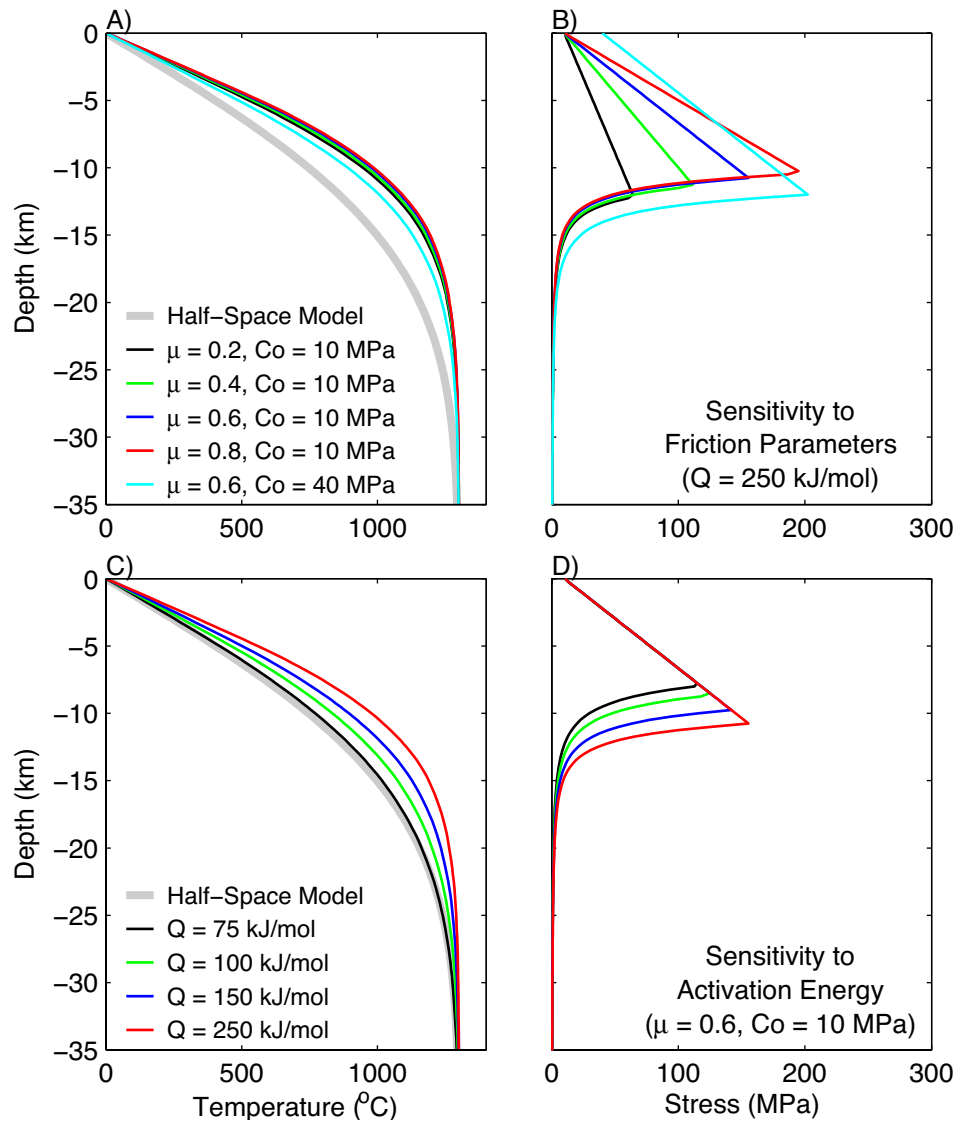 A)
B)
0
−5
−10
−15
−20
−25
−30
−35
Depth (km)
Half−Space Model
μ = 0.2, Co = 10 MPa
μ = 0.4, Co = 10 MPa
μ = 0.6, Co = 10 MPa
μ = 0.8, Co = 10 MPa
μ = 0.6, Co = 40 MPa
0
500
1000
Sensitivity to
Friction Parameters
(Q = 250 kJ/mol)
0
100
200
300
C)
D)
0
−5
−10
−15
−20
−25
−30
−35
Depth (km)
Half−Space Model
Q = 75 kJ/mol
Q = 100 kJ/mol
Q = 150 kJ/mol
Q = 250 kJ/mol
0
500
1000
Temperature (⁰C)
Sensitivity to
Activation Energy
(μ = 0.6, Co = 10 MPa)
0
100
200
300
Stress (MPa)